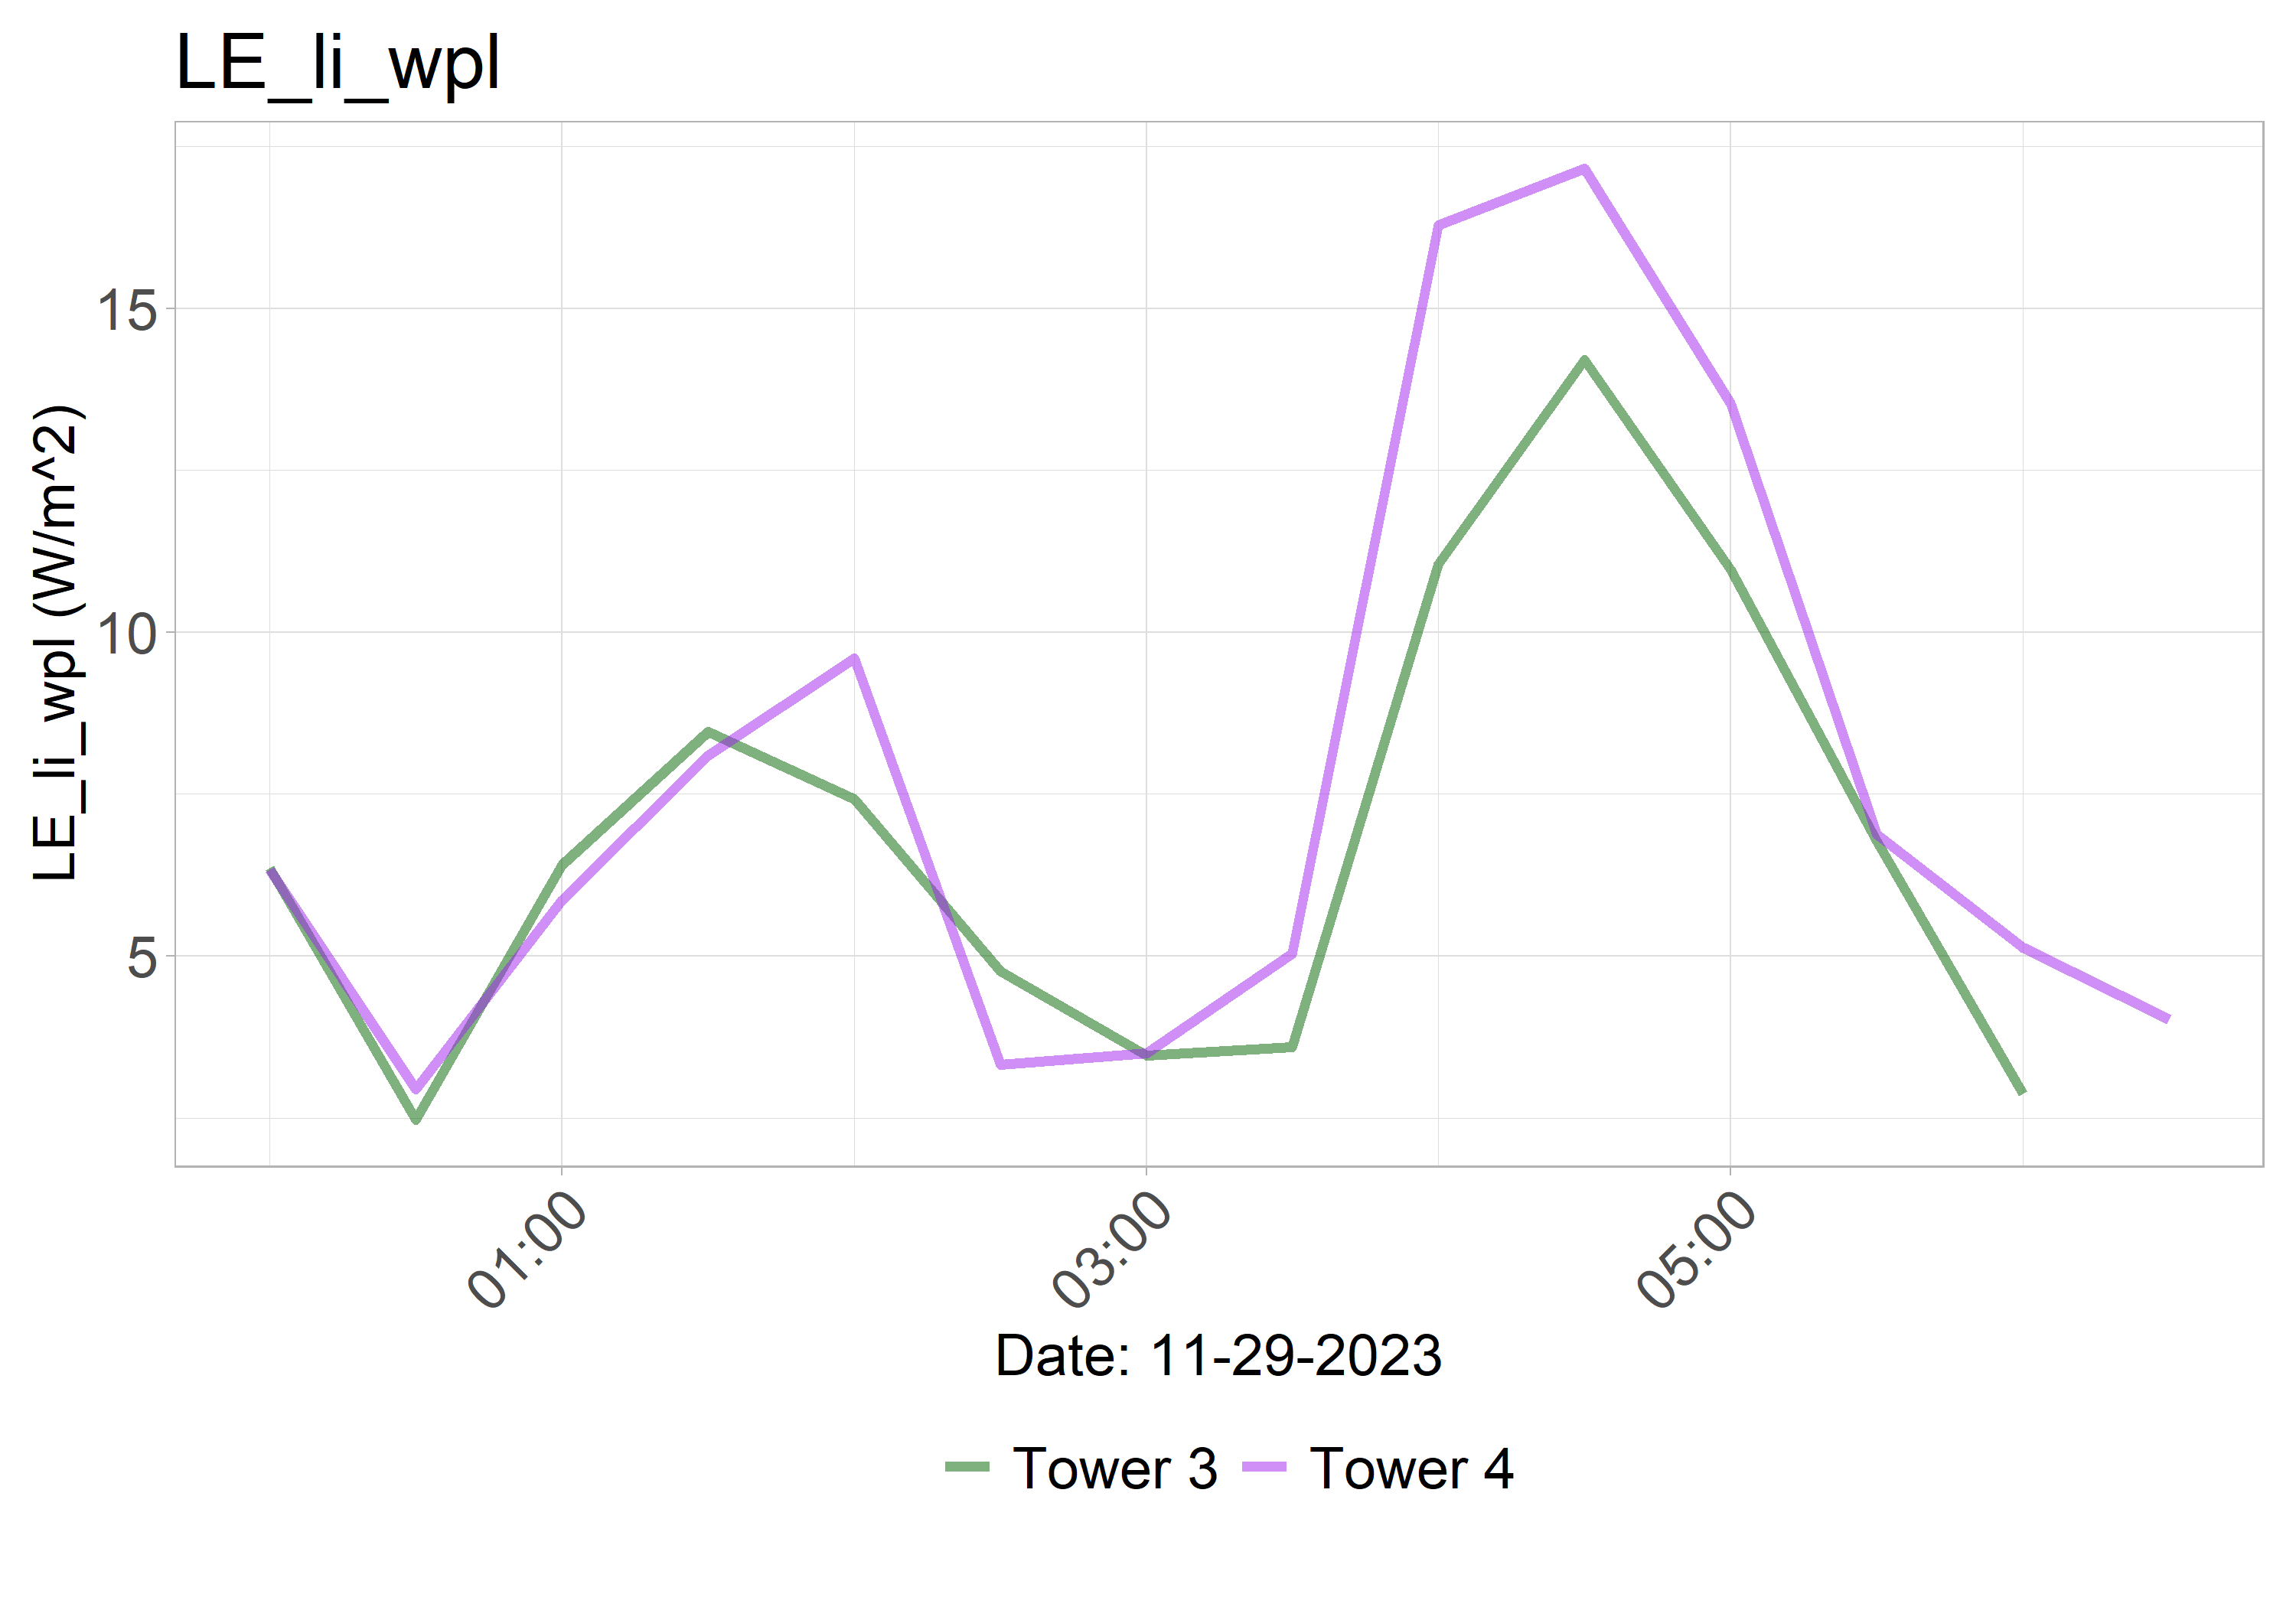 LE_li_wpl
LE_li_wpl (W/m^2)
15
10
5
01:00
03:00
05:00
Date: 11-29-2023
Tower 3
Tower 4